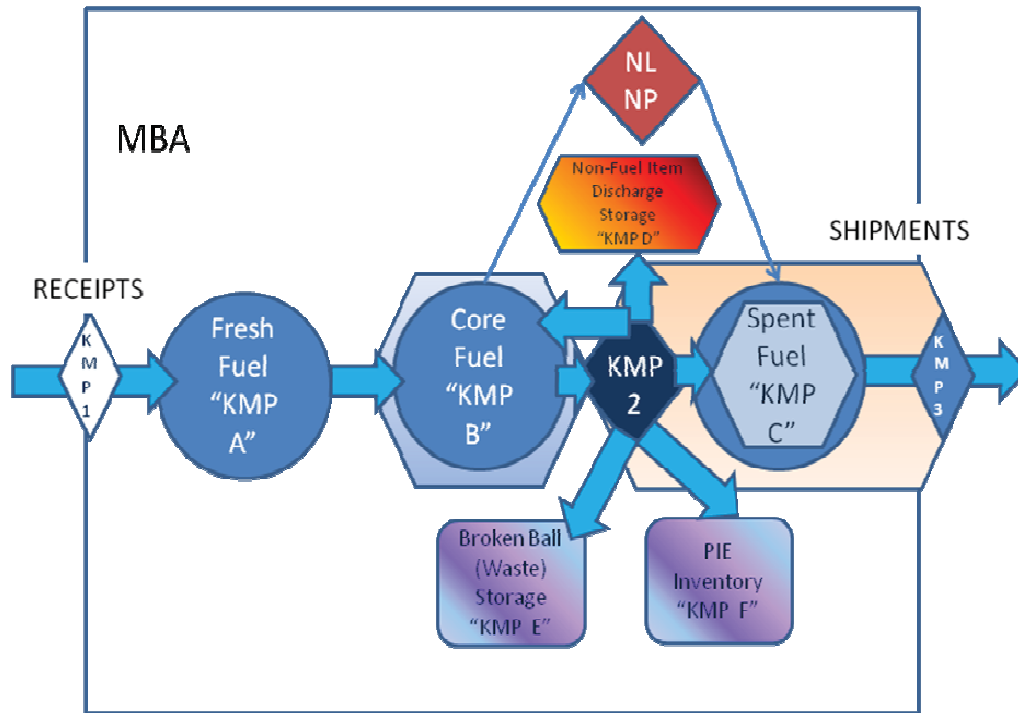 MBA
NL
NP
Non-Fuel Item
Discharge
Storage
"KMP D"
SHIPMENTS
RECEIPTS
K
M
P
1
Fresh
Fuel
"KMP
A"
Core
Fuel
"KMP
B"
KMP
2
Spent
Fuel
"KMP
C"
K
M
P
3
Broken Ball
(Waste)
Storage
"KMP E"
PIE
Inventory
"KMP F"